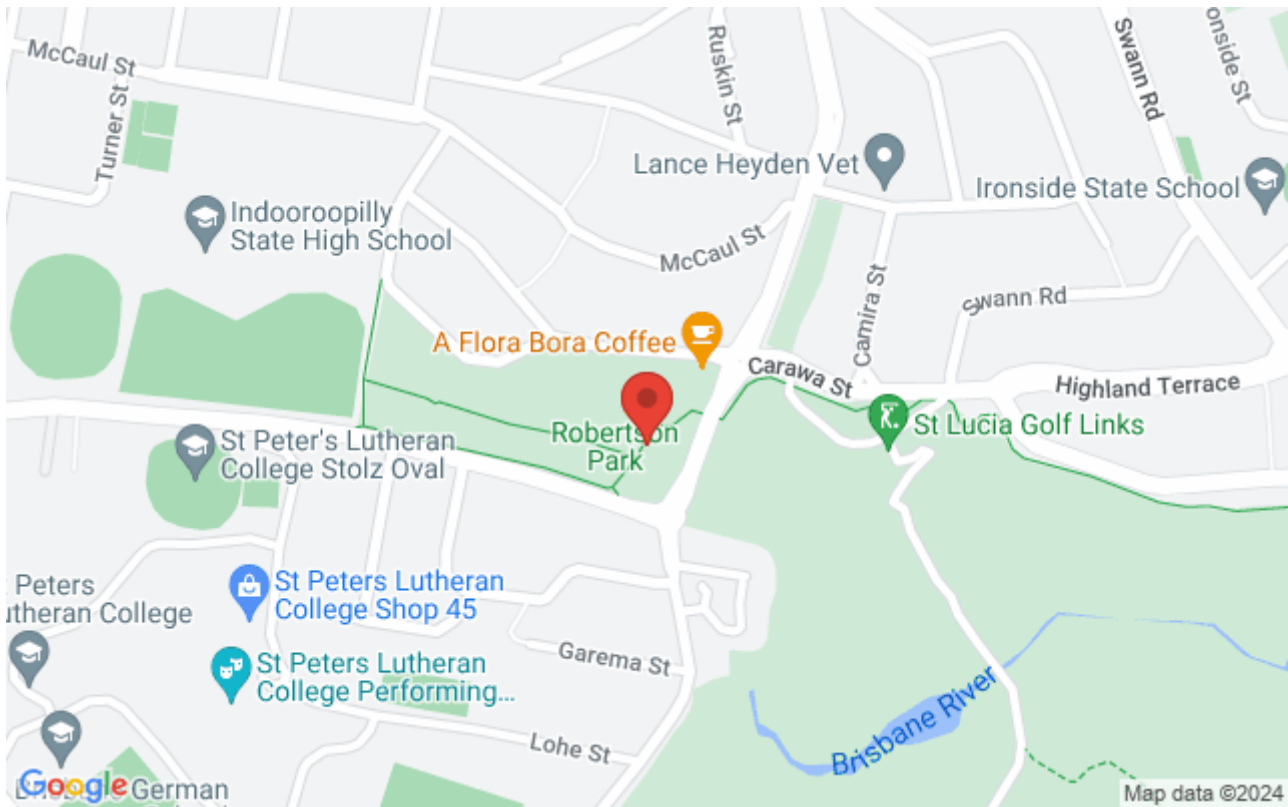 McCaul St
Turner St
Ruskin St
Swann Rd
onside St
Lance Heyden Vet
Ironside State School
Indooroopilly
State High School
McCaul St
Camira St
Swann Rd
A Flora Bora Coffee
Carawa St
Highland Terrace
Robertson
Park
St Lucia Golf Links
St Peter's Lutheran
College Stolz Oval
St Peters Lutheran
College Shop 45
t Peters
utheran College
Garema St
St Peters Lutheran
College Performing...
Brisbane River
Lohe St
Google
German
Map data ©2024